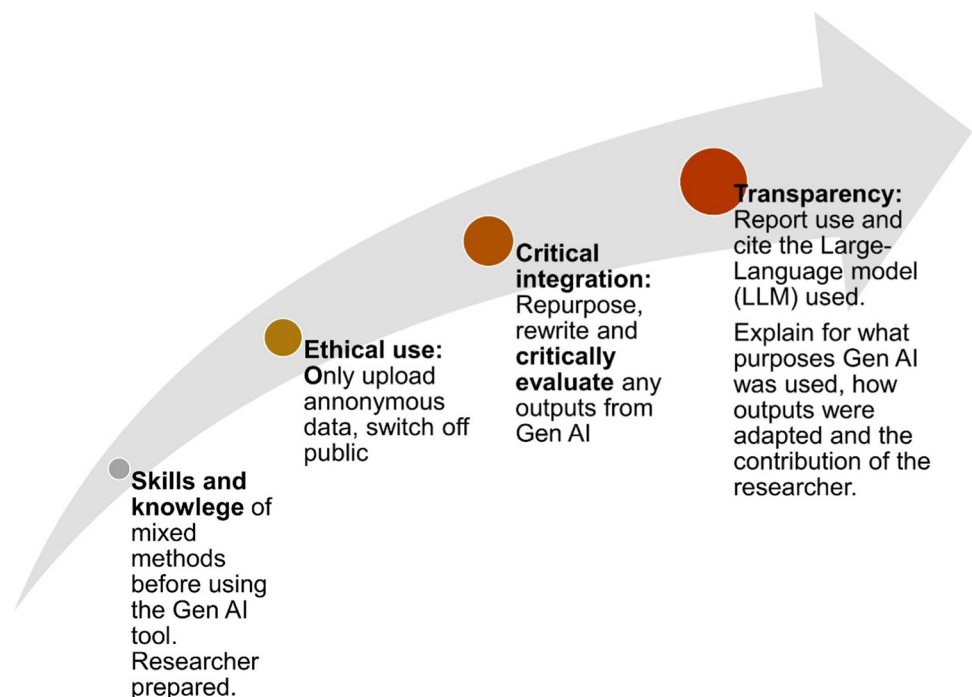 Skills and
knowlege of
mixed
methods
before using
the Gen AI
tool.
Researcher
prepared.
Ethical use:
Only upload
annonymous
data, switch off
public
Critical
integration:
Repurpose,
rewrite and
critically
evaluate any
outputs from
Gen AI
Transparency:
Report use and
cite the Large-
Language model
(LLM) used.
Explain for what
purposes Gen AI
was used, how
outputs were
adapted and the
contribution of the
researcher.